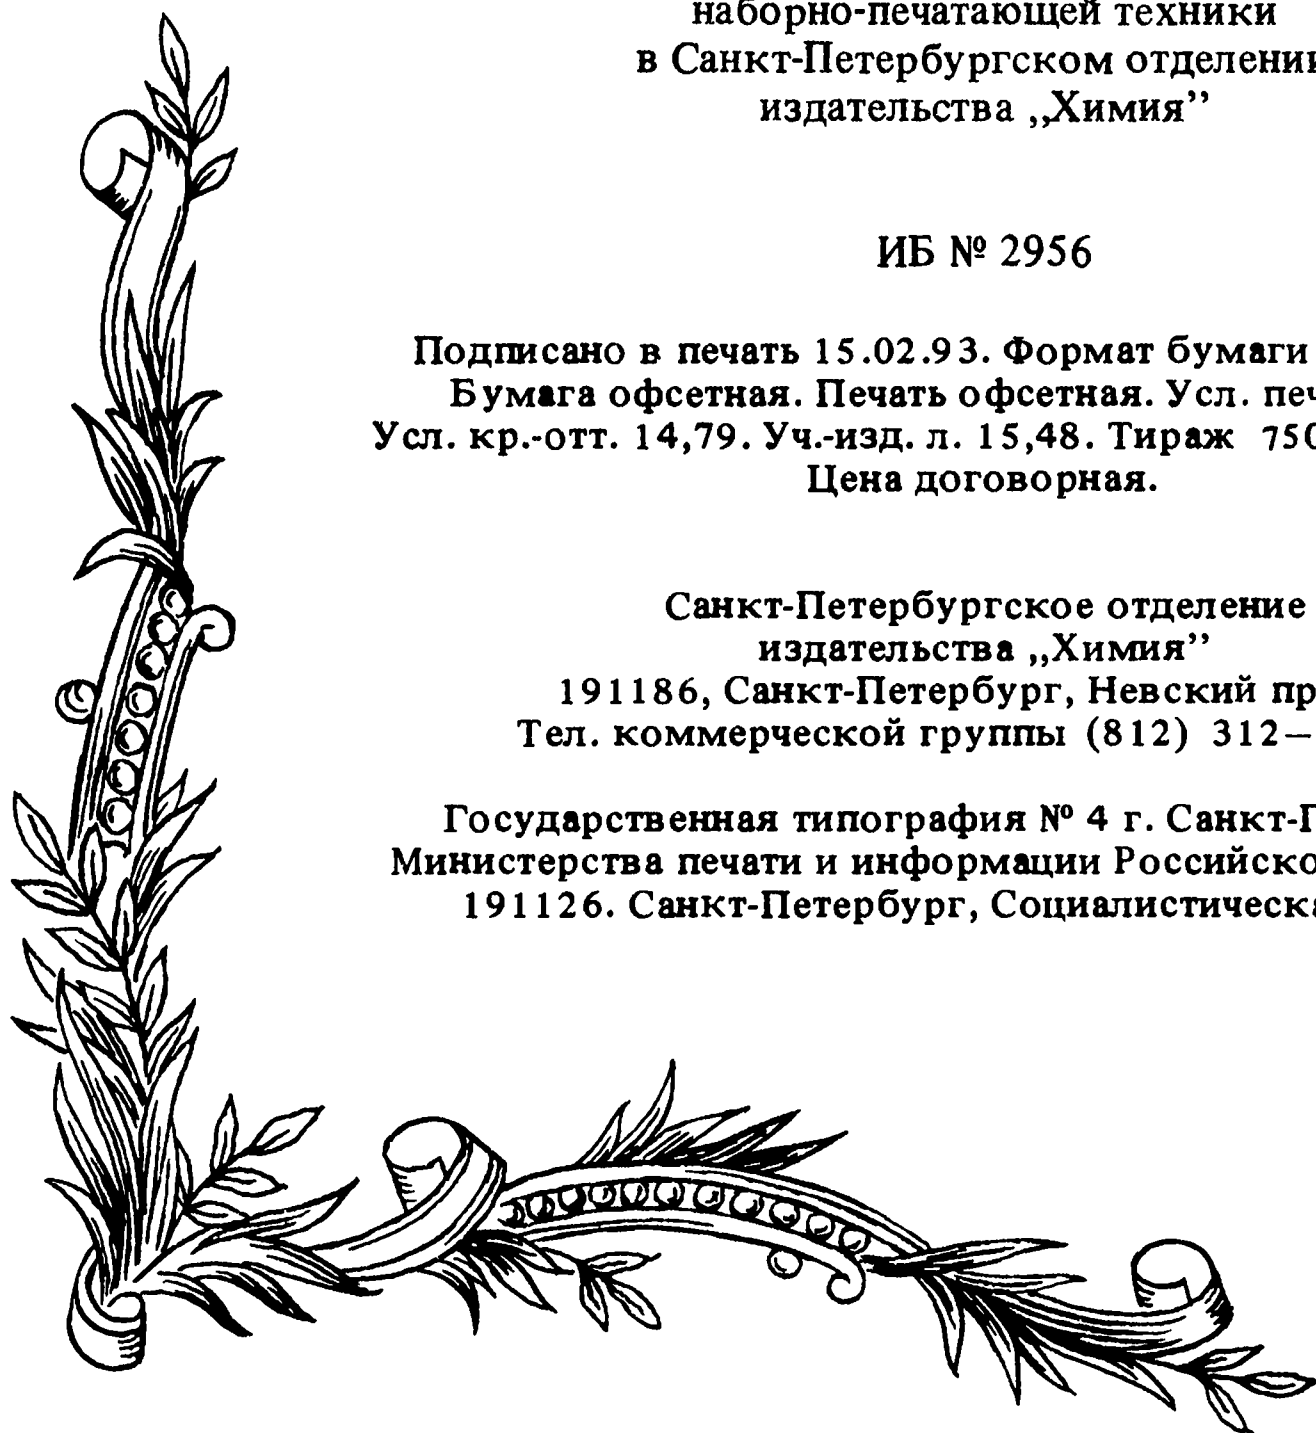 наборно-печатающей техники
в Санкт-Петербургском отделении
издательства „Химия”
ИБ № 2956
Подписано в печать 15.02.93. Формат бумаги
Бумага офсетная. Печать офсетная. Усл. печ
Усл. кр.-отт. 14,79. Уч.-изд. л. 15,48. Тираж 750
Цена договорная.
Санкт-Петербургское отделение
издательства „Химия”
191186, Санкт-Петербург, Невский пр
Тел. коммерческой группы (812) 312–
Государственная типография № 4 г. Санкт-П
Министерства печати и информации Российско
191126. Санкт-Петербург, Социалистическа